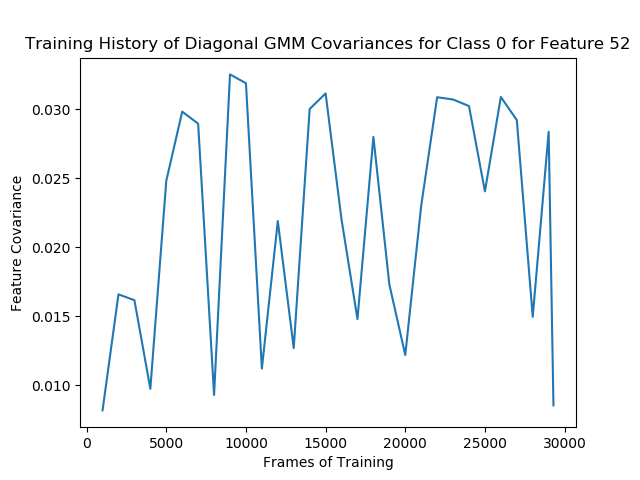 Training History of Diagonal GMM Covariances for Class 0 for Feature 52
0.030
0.025
0.020
0.015
0.010
Feature Covariance
0 5000 10000 15000 20000 25000 30000
Frames of Training